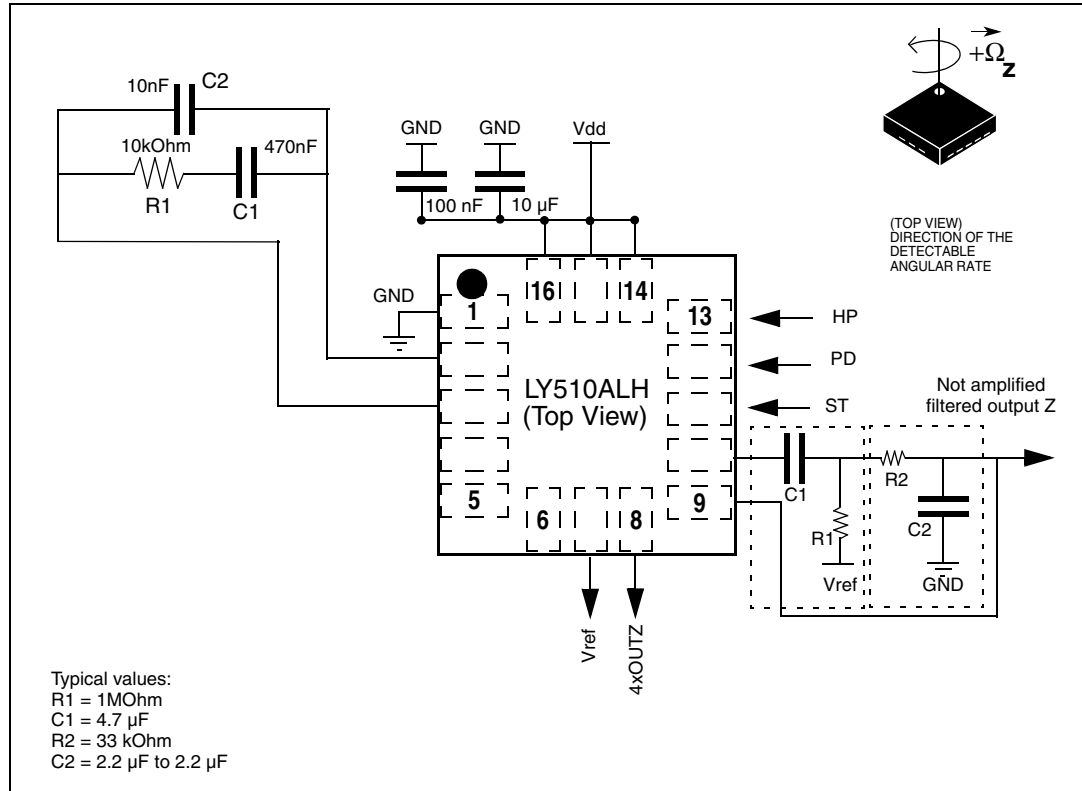 10nF
C2
10kOhm
470nF
R1
C1
GND
GND
Vdd
100 nF
10 µF
+Ω
Z
(TOP VIEW)
DIRECTION OF THE
DETECTABLE
ANGULAR RATE
GND
1
16
14
13
HP
PD
ST
LY510ALH
(Top View)
Not amplified
filtered output Z
5
6
8
9
C1
R2
R1
C2
Vref
GND
Vref
4xOUTZ
Typical values:
R1 = 1MOhm
C1 = 4.7 µF
R2 = 33 kOhm
C2 = 2.2 µF to 2.2 µF